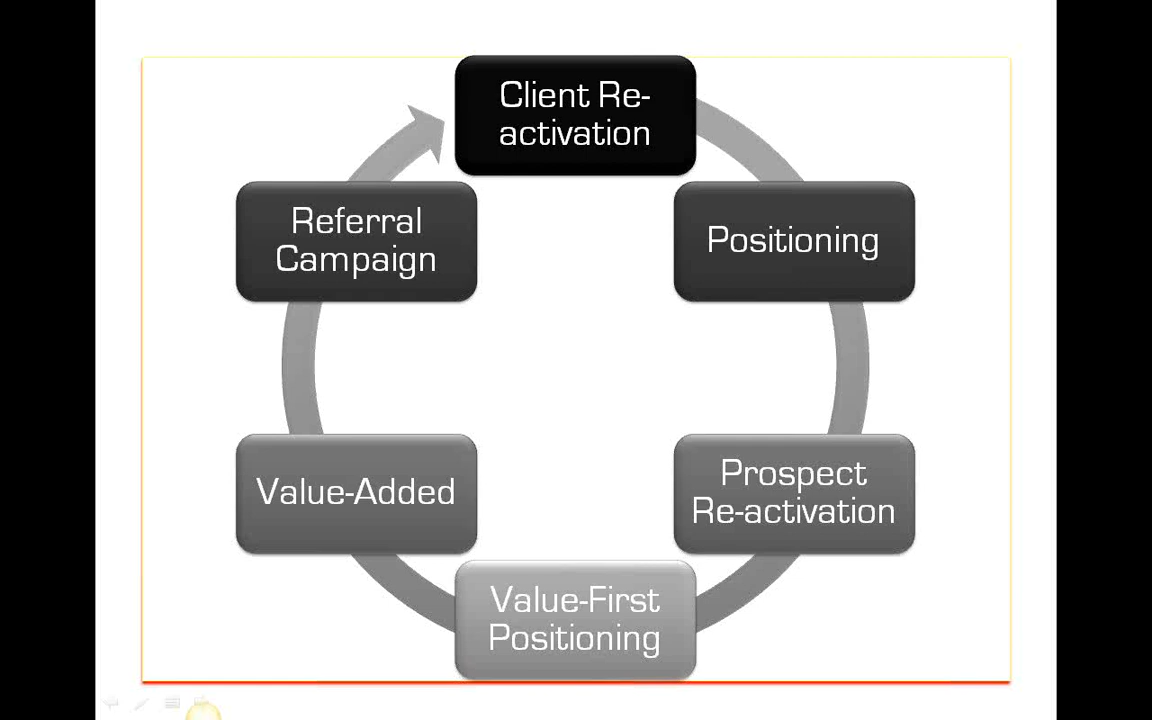 Client Re-
activation
Positioning
Prospect
Re-activation
Value-First
Positioning
Value-Added
Referral
Campaign